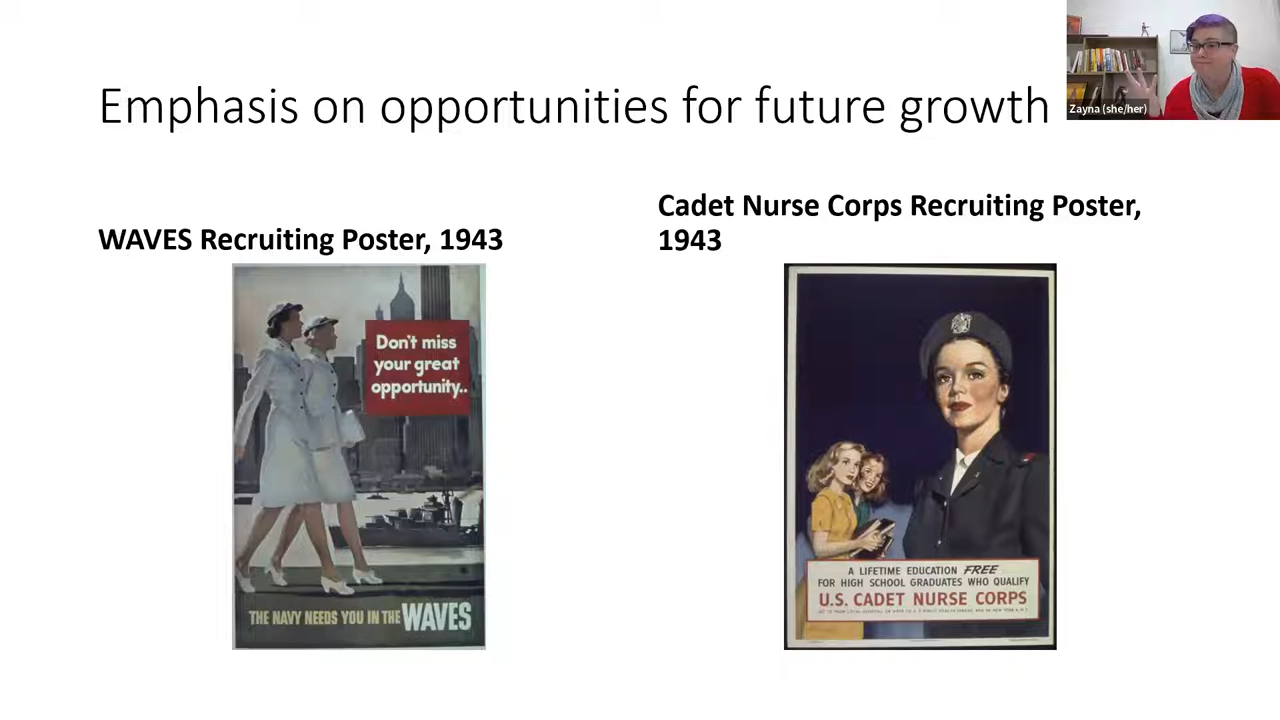 Emphasis on opportunities for future growth
Zayna (she/her)
WAVES Recruiting Poster, 1943
Cadet Nurse Corps Recruiting Poster,
1943
Don't miss
your great
opportunity..
THE NAVY NEEDS YOU IN THE WAVES
A LIFETIME EDUCATION FREE
FOR HIGH SCHOOL GRADUATES WHO QUALIFY
U.S. CADET NURSE CORPS